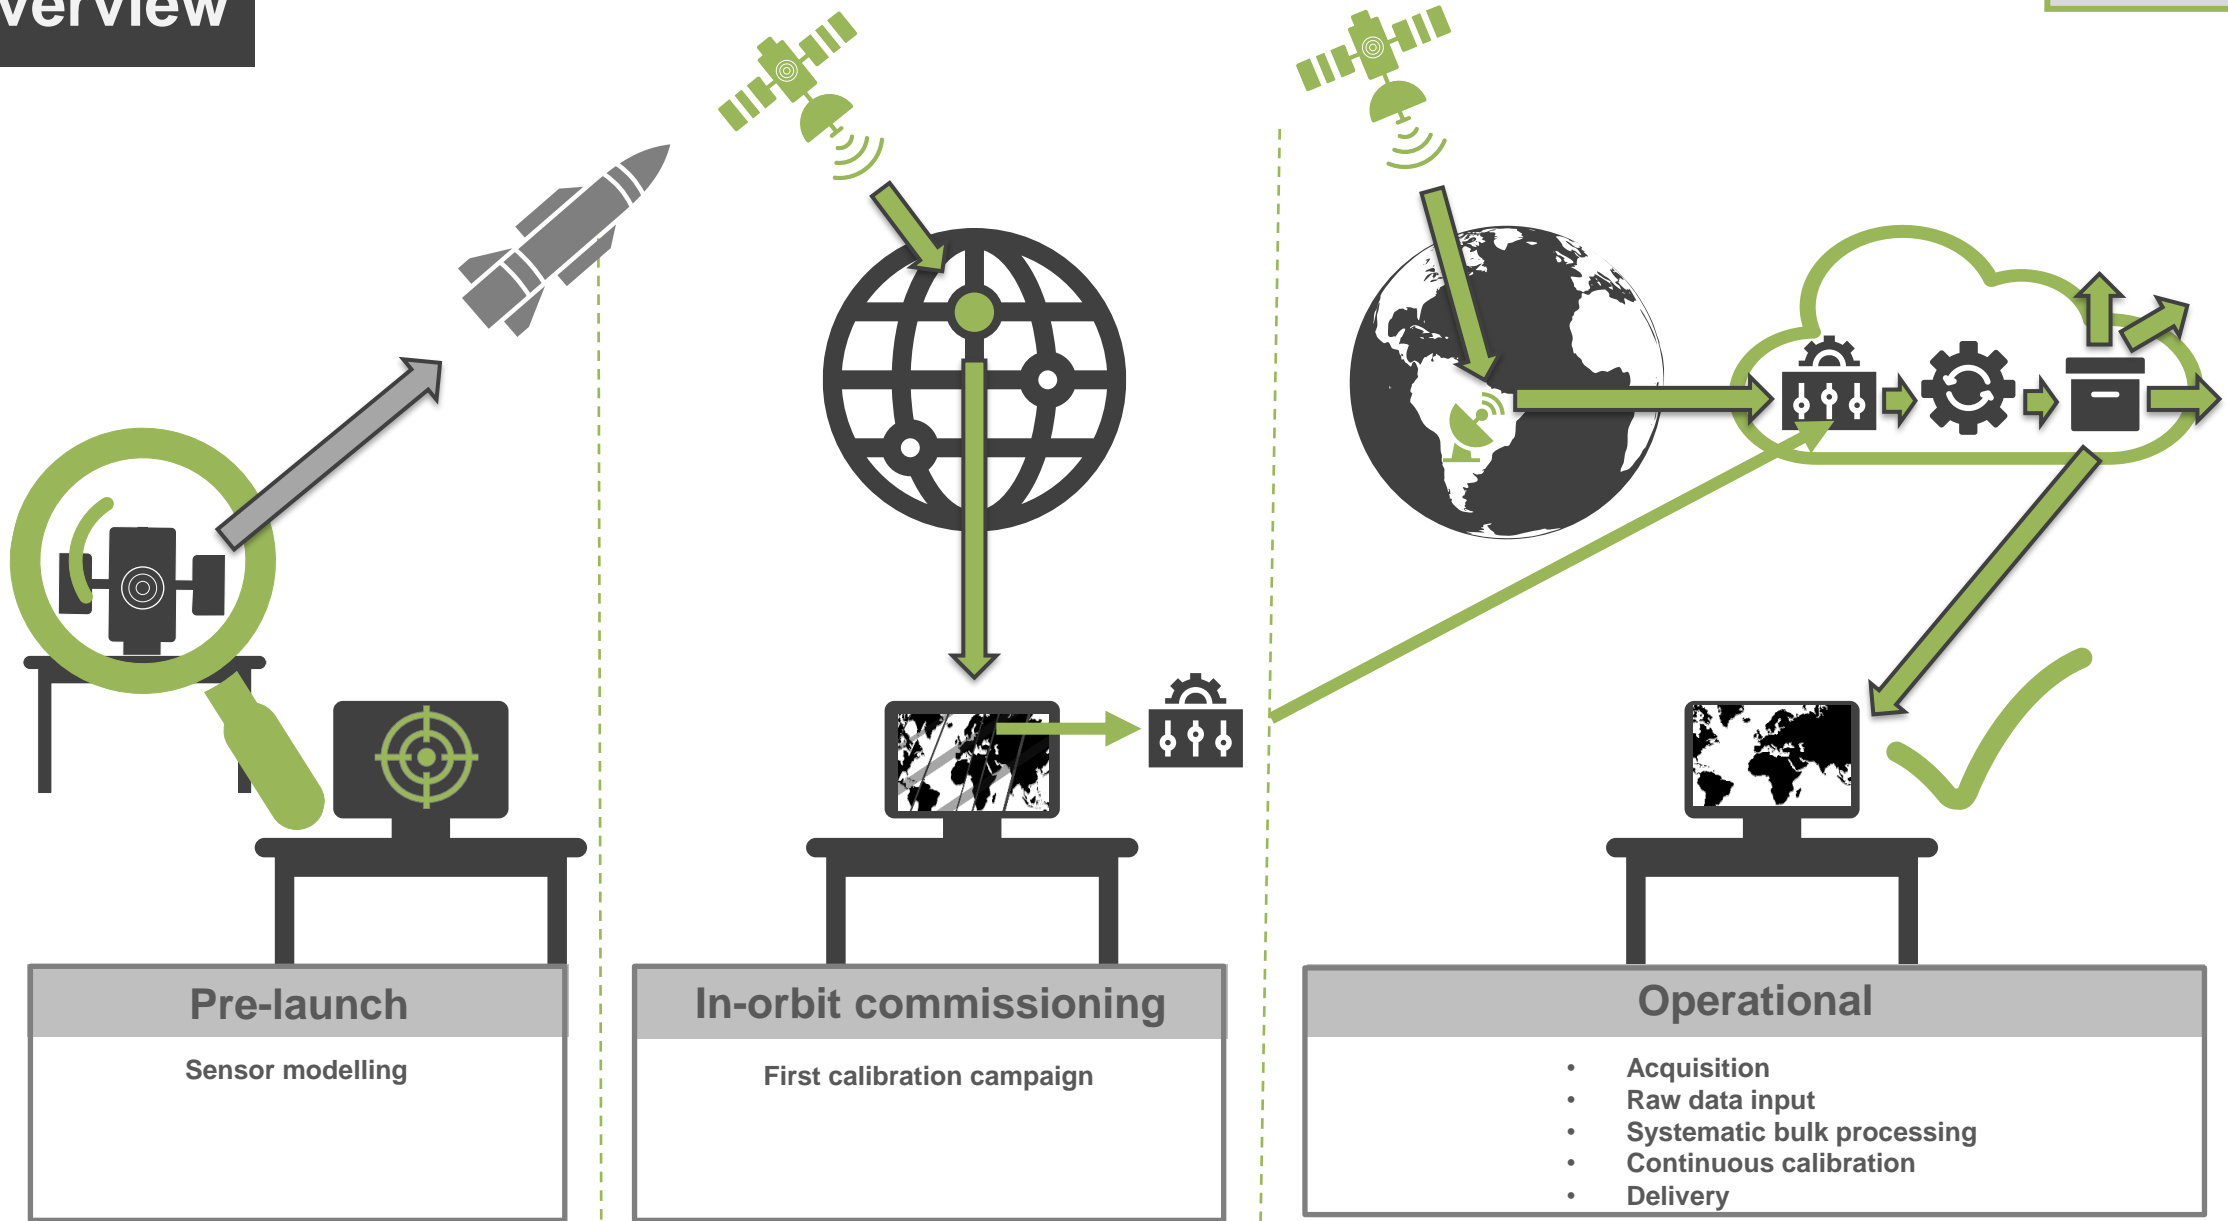 verview
Pre-launch
Sensor modelling
In-orbit commissioning
First calibration campaign
Operational
• Acquisition
• Raw data input
• Systematic bulk processing
• Continuous calibration
• Delivery